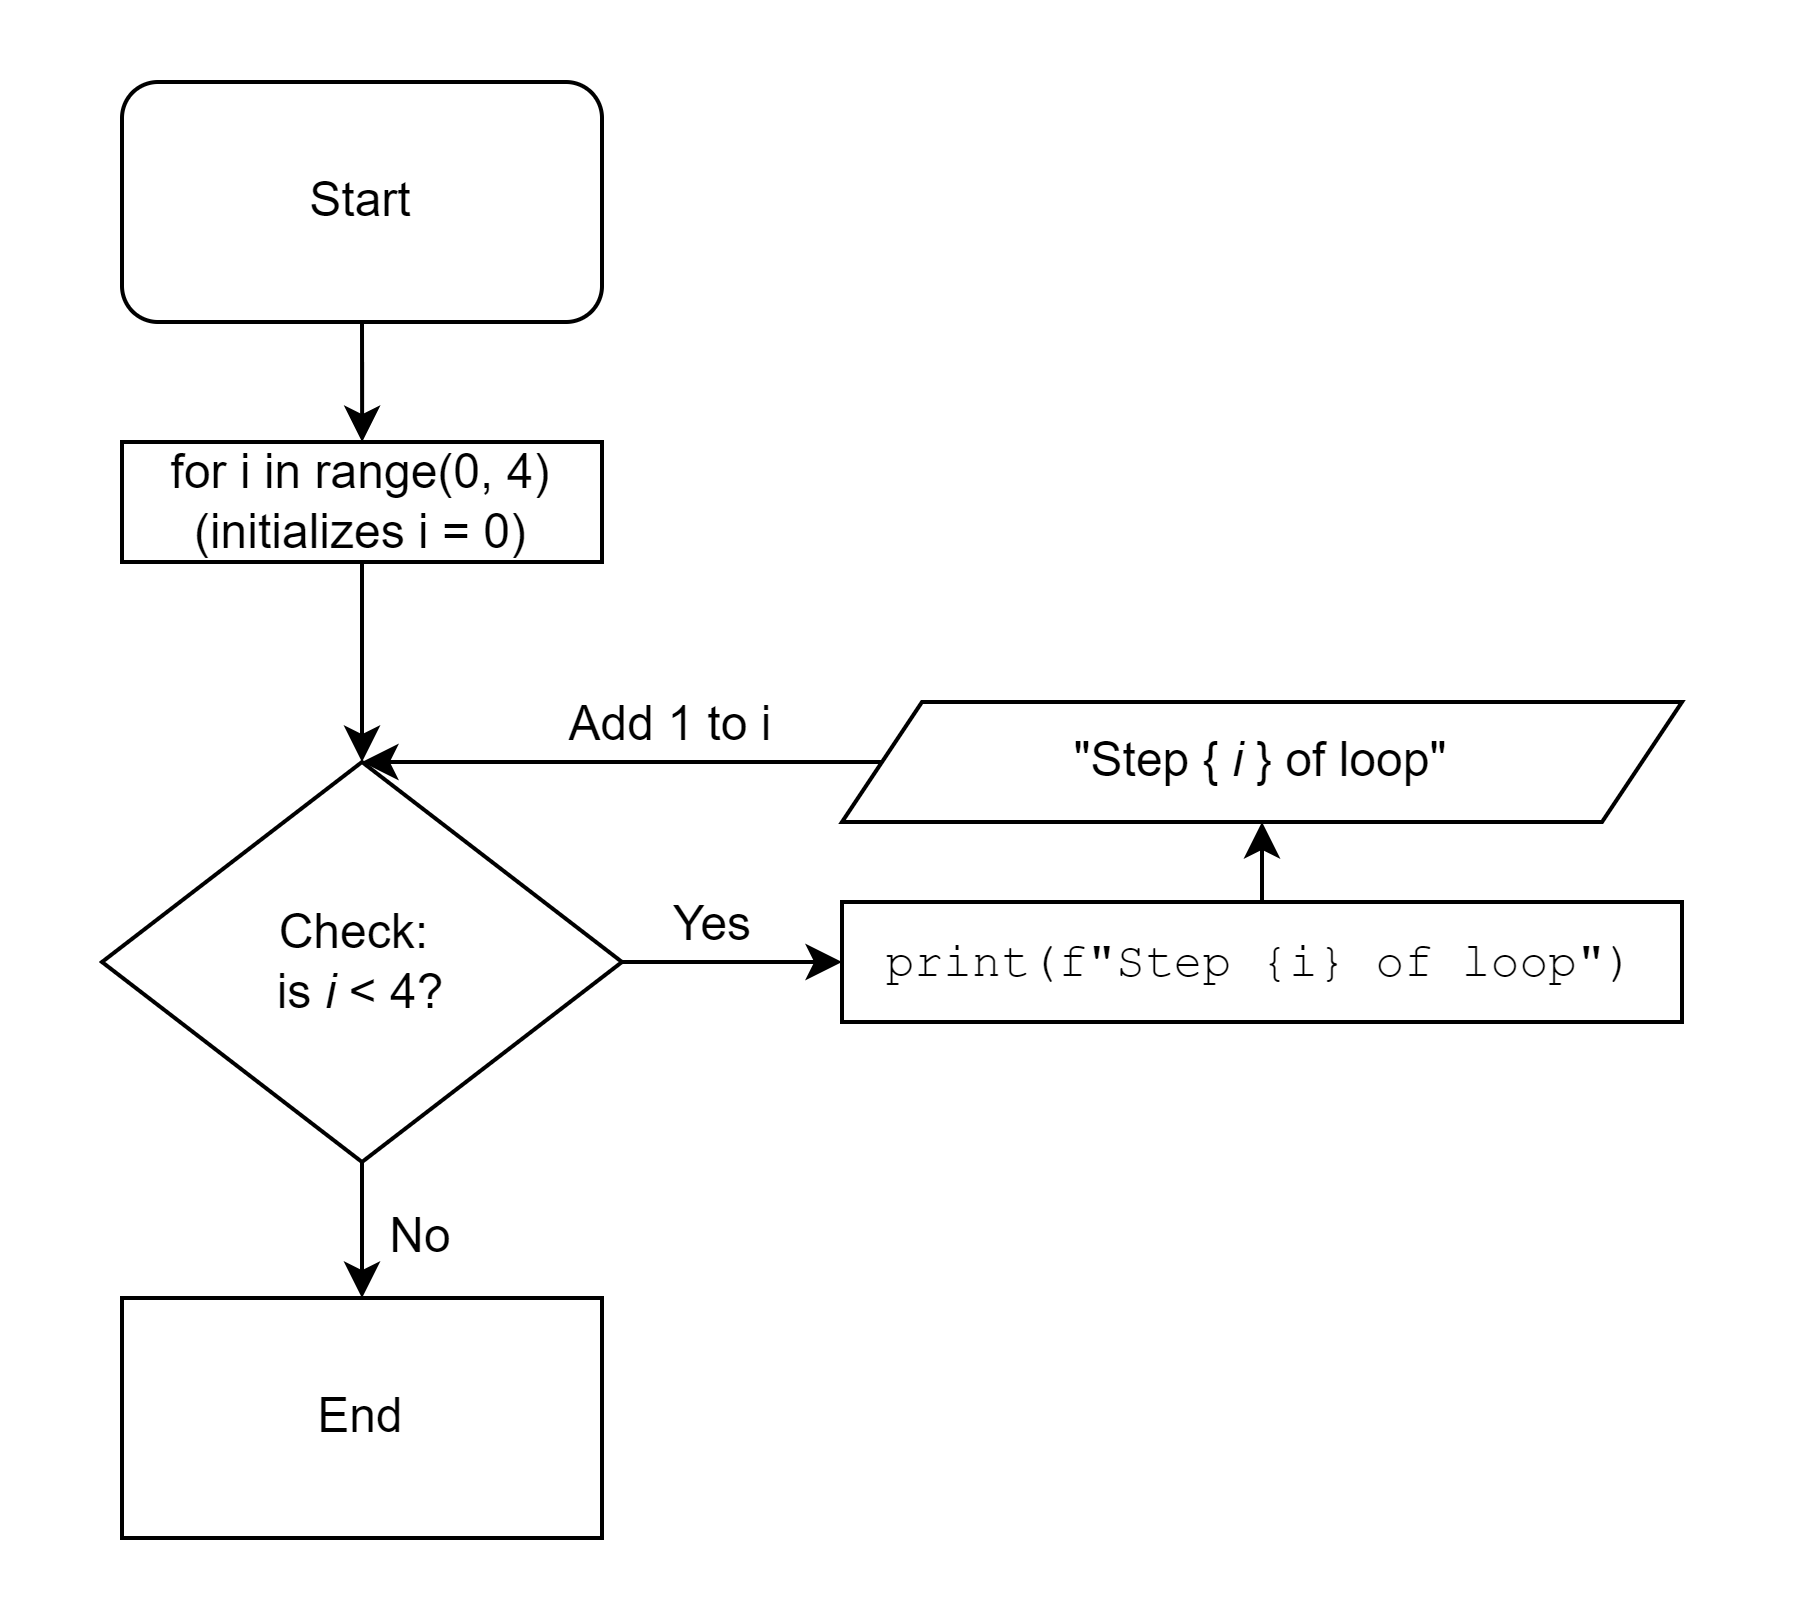 Start
for i in range(0, 4)
(initializes i = 0)
Add 1 to i
"Step { i } of loop"
Check:
is i < 4?
Yes
print(f"Step {i} of loop")
No
End